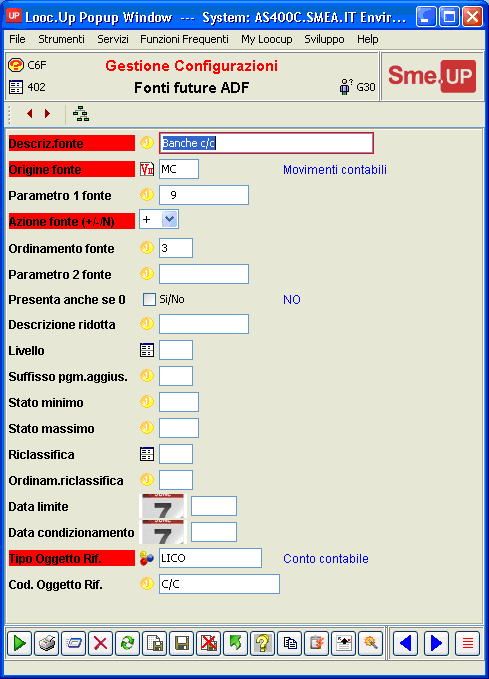 UP Looc.Up Popup Window --- System: AS400C.SMEA.IT Envir...
File Strumenti Servizi Funzioni Frequenti My Loocup Sviluppo Help
C6F Gestione Configurazioni
402 Fonti future ADF G30
Sme.UP
Descriz.fonte Banche c/c
Origine fonte MC Movimenti contabili
Parametro 1 fonte 9
Azione fonte (+/-/N) +
Ordinamento fonte 3
Parametro 2 fonte
Presenta anche se 0 Si/No NO
Descrizione ridotta
Livello
Suffisso pgm.aggius.
Stato minimo
Stato massimo
Riclassifica
Ordinam.riclassifica
Data limite 7
Data condizionamento 7
Tipo Oggetto Rif. LICO Conto contabile
Cod. Oggetto Rif. C/C